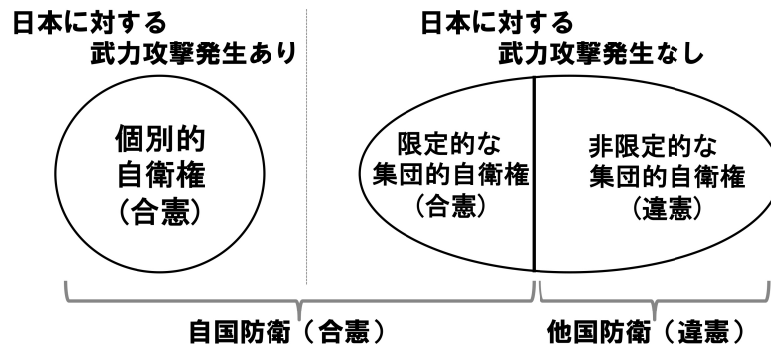 日本に対する
武力攻撃発生あり
日本に対する
武力攻撃発生なし
個別的
自衛権
(合憲)
限定的な
集団的自衛権
(合憲)
非限定的な
集団的自衛権
(違憲)
自国防衛（合憲）
他国防衛（違憲）